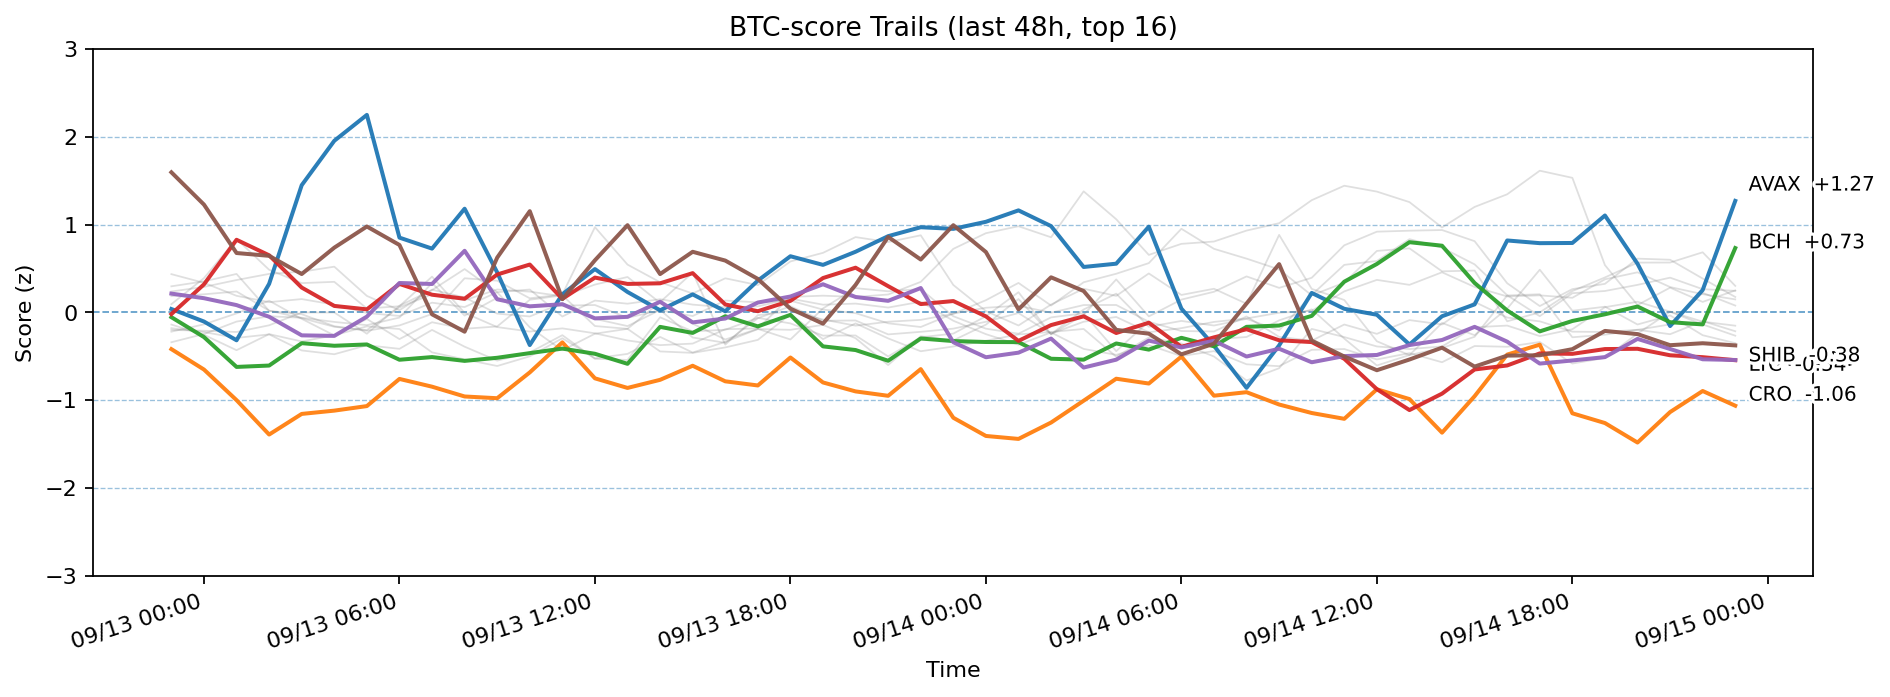 BTC-score Trails (last 48h, top 16)
3
2
1
0
−1
−2
−3
Score (z)
AVAX +1.27
BCH +0.73
SHIB -0.38
CRO -1.06
09/13 00:00
09/13 06:00
09/13 12:00
09/13 18:00
09/14 00:00
09/14 06:00
09/14 12:00
09/14 18:00
09/15 00:00
Time